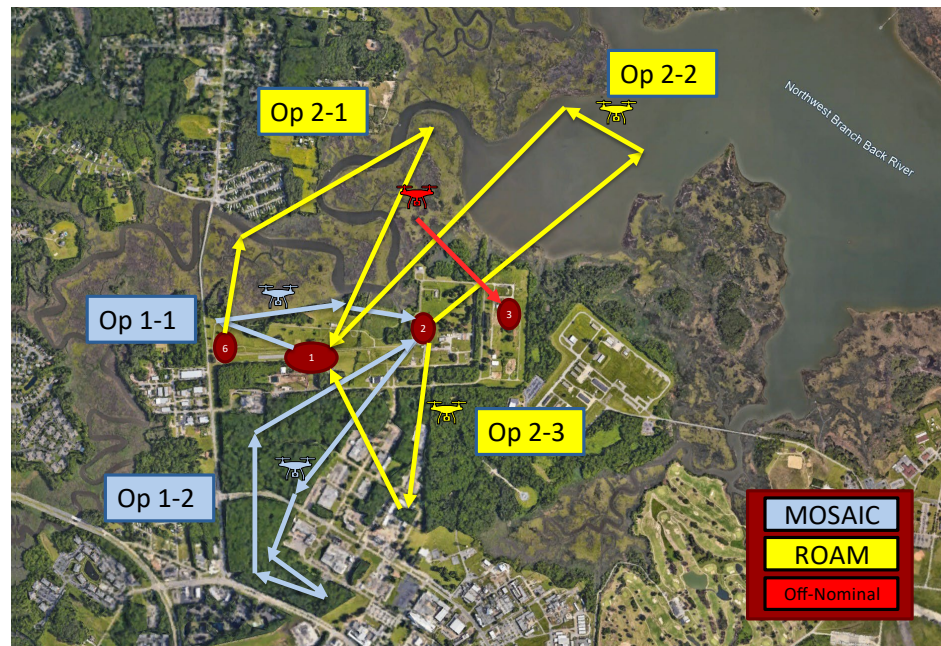 Op 2-2
Op 2-1
Northwest Branch Back River
Op 1-1
6
1
2
3
Op 2-3
Op 1-2
MOSAIC
ROAM
Off-Nominal